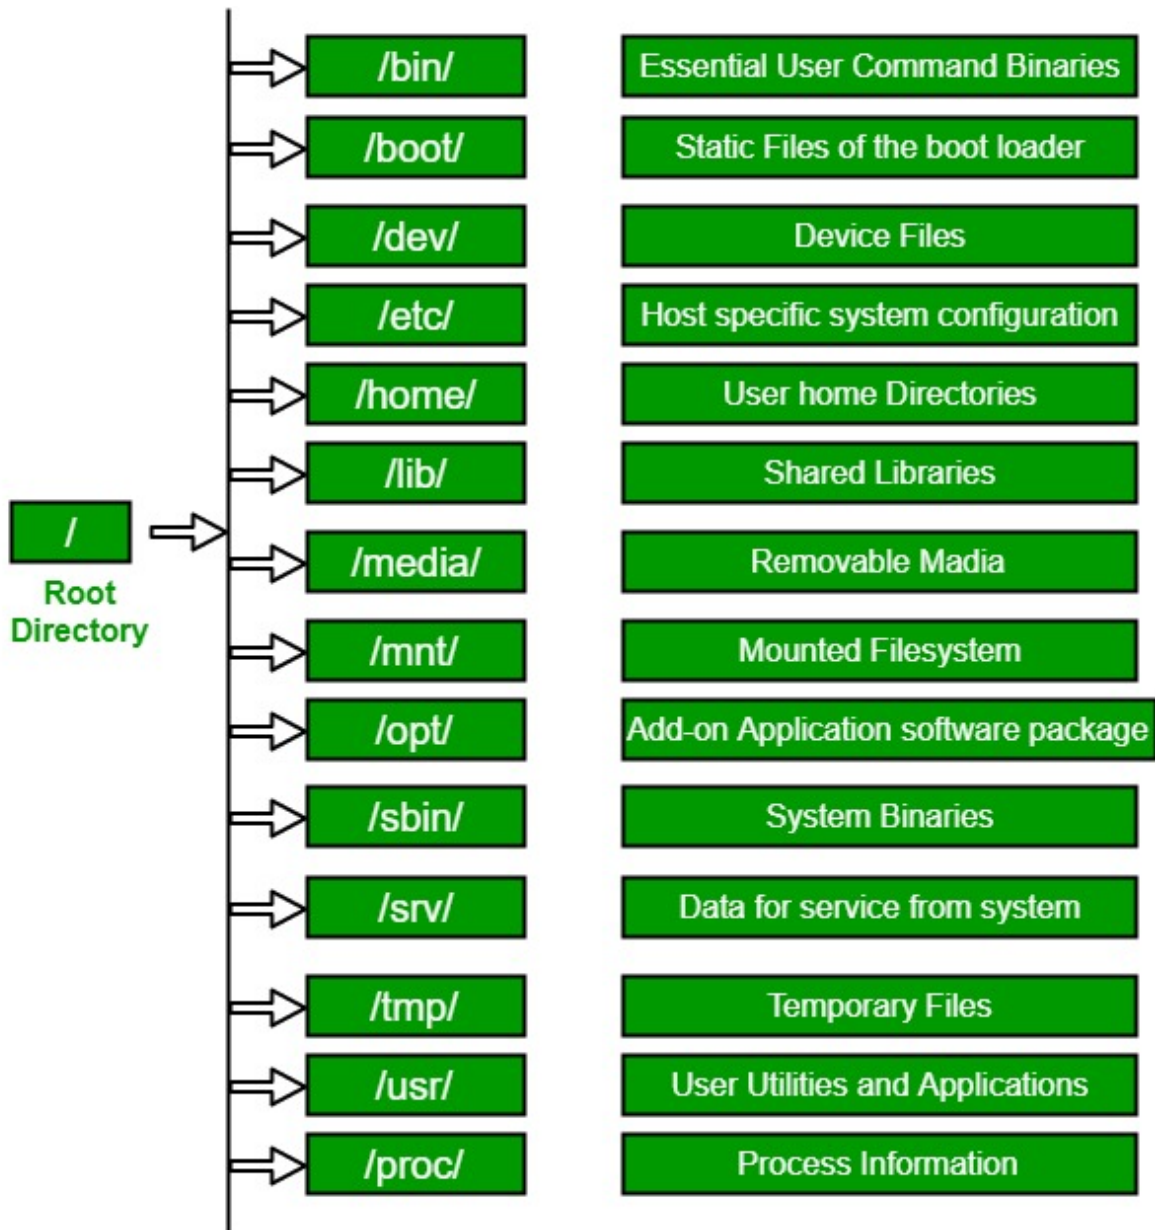 /bin/ Essential User Command Binaries
/boot/ Static Files of the boot loader
/dev/ Device Files
/etc/ Host specific system configuration
/home/ User home Directories
/lib/ Shared Libraries
/
Root
Directory
/media/ Removable Madia
/mnt/ Mounted Filesystem
/opt/ Add-on Application software package
/sbin/ System Binaries
/srv/ Data for service from system
/tmp/ Temporary Files
/usr/ User Utilities and Applications
/proc/ Process Information